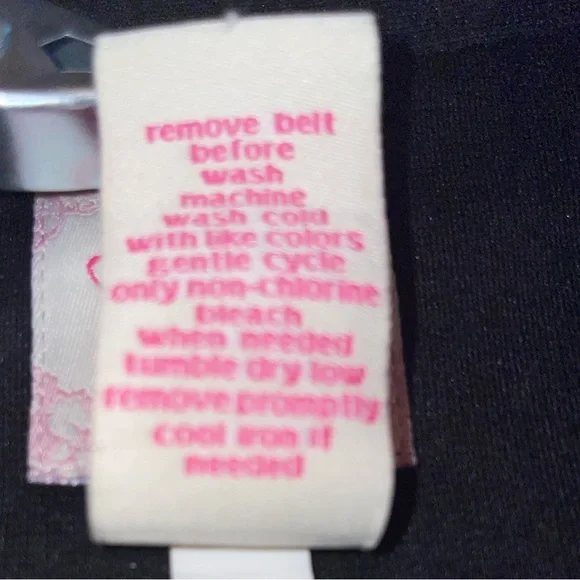 remove belt
before
wash
machine
wash cold
with like colors
gentle cycle
only non-chlorine
bleach
when needed
tumble dry low
remove promptly
cool iron if
needed